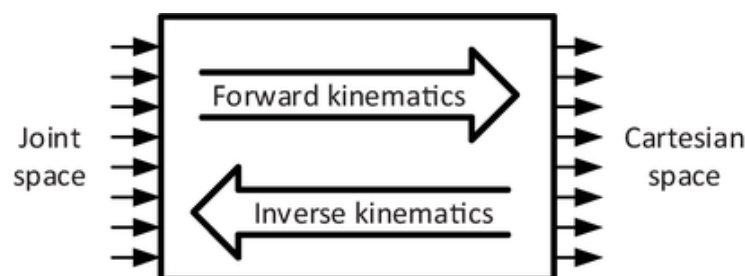 Forward kinematics
Joint
space
Cartesian
space
Inverse kinematics